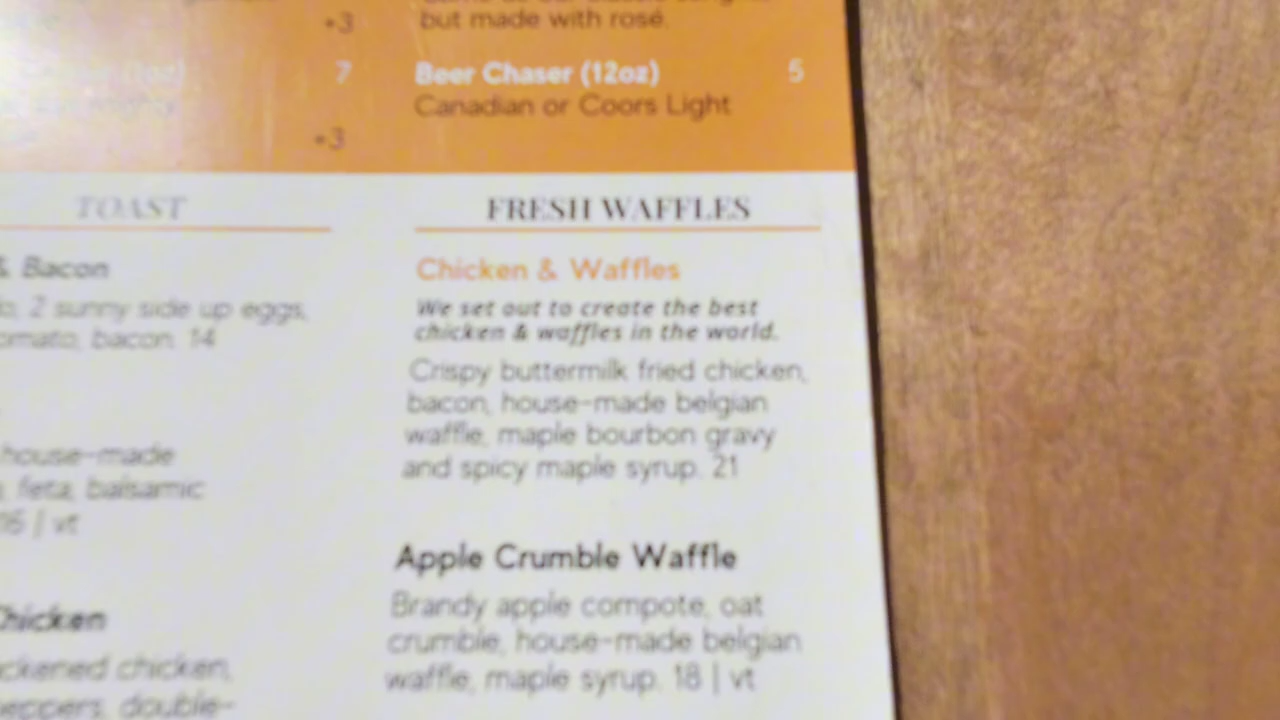 +3
but made with rosé.
7
Beer Chaser (12oz) 5
Canadian or Coors Light
+3
TOAST
& Bacon
2 sunny side up eggs,
bacon. 14
house-made
feta, balsamic
16 | vt
Chicken
chicken,
double-
FRESH WAFFLES
Chicken & Waffles
We set out to create the best
chicken & waffles in the world.
Crispy buttermilk fried chicken,
bacon, house-made belgian
waffle, maple bourbon gravy
and spicy maple syrup. 21
Apple Crumble Waffle
Brandy apple compote, oat
crumble, house-made belgian
waffle, maple syrup. 18 | vt